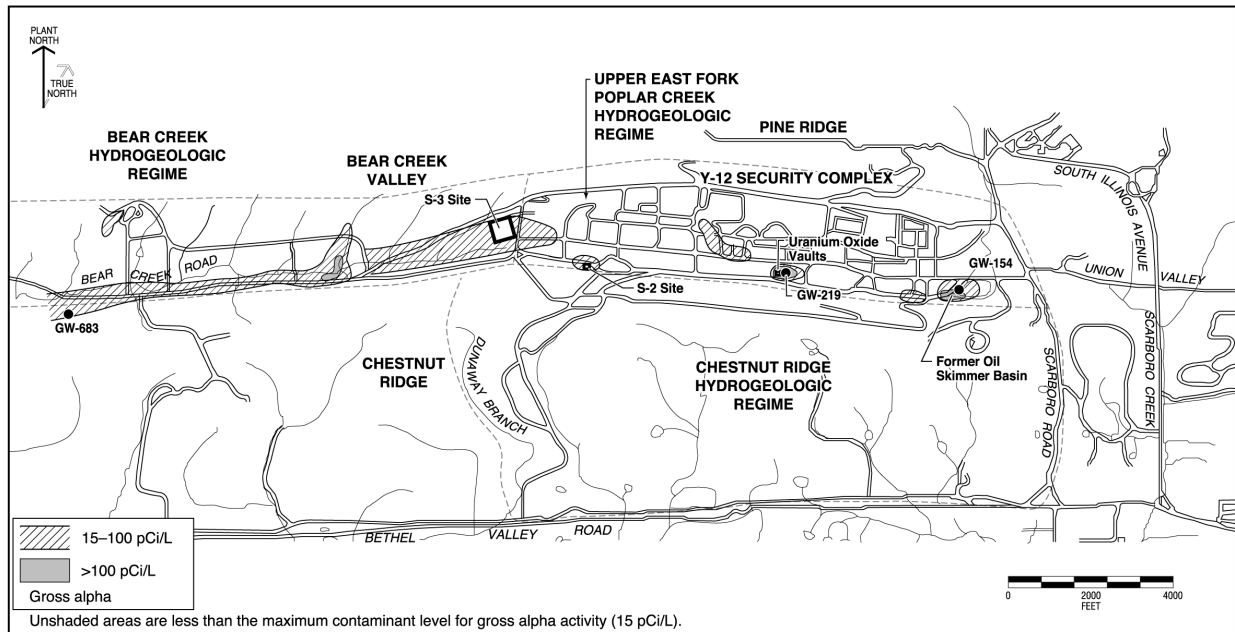 PLANT
NORTH
TRUE
NORTH
UPPER EAST FORK
POPLAR CREEK
HYDROGEOLOGIC
REGIME
PINE RIDGE
BEAR CREEK
HYDROGEOLOGIC
REGIME
BEAR CREEK
VALLEY
S-3 Site
Y-12 SECURITY COMPLEX
SOUTH ILLINOIS AVENUE
Uranium Oxide
Vaults
GW-154
BEAR CREEK ROAD
UNION VALLEY
S-2 Site
GW-219
GW-683
Former Oil
Skimmer Basin
CHESTNUT
RIDGE
DUNAWAY BRANCH
CHESTNUT RIDGE
HYDROGEOLOGIC
REGIME
SCARBORO ROAD
SCARBORO CREEK
BETHEL VALLEY ROAD
15–100 pCi/L
>100 pCi/L
Gross alpha
0 2000 4000
FEET
Unshaded areas are less than the maximum contaminant level for gross alpha activity (15 pCi/L).